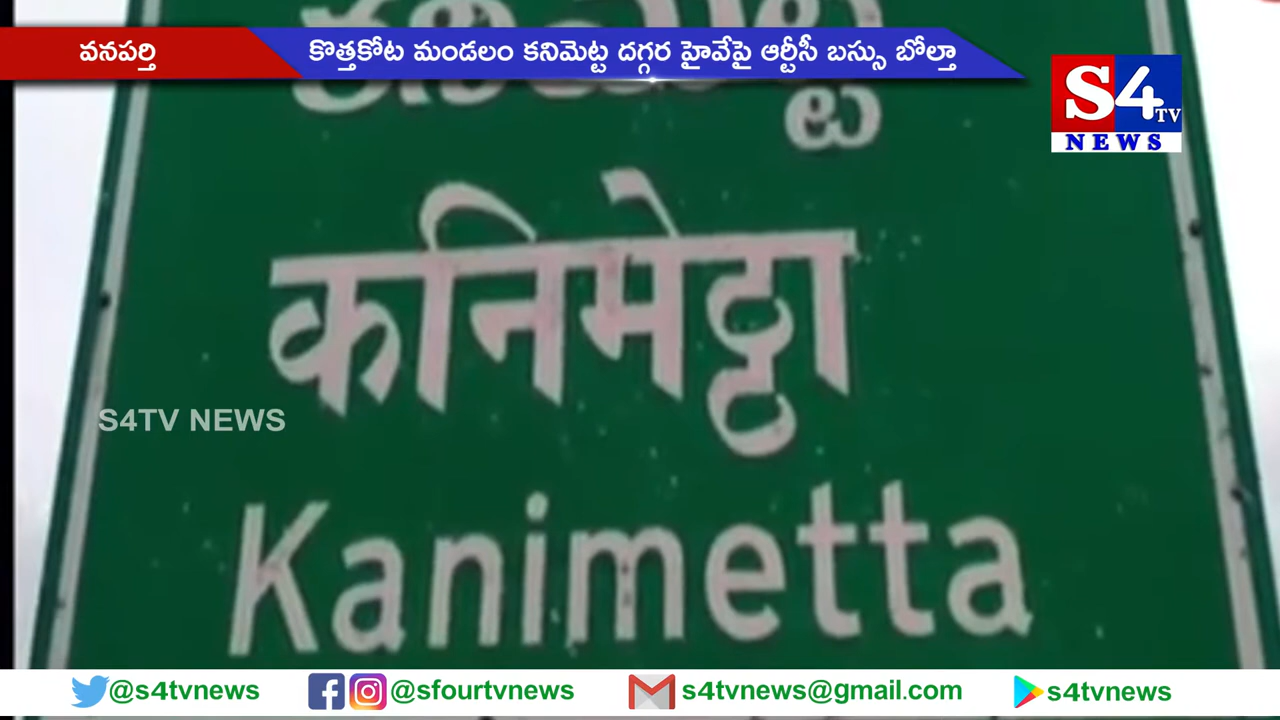 వనపర్తి
కొత్తకోట మండలం కనిమెట్ట దగ్గర హైవేపై ఆర్టీసీ బస్సు బోల్తా
S4 TV
NEWS
కనిమెట్ట
कनिमेट्टा
S4TV NEWS
Kanimetta
@s4tvnews
@sfourtvnews
s4tvnews@gmail.com
s4tvnews